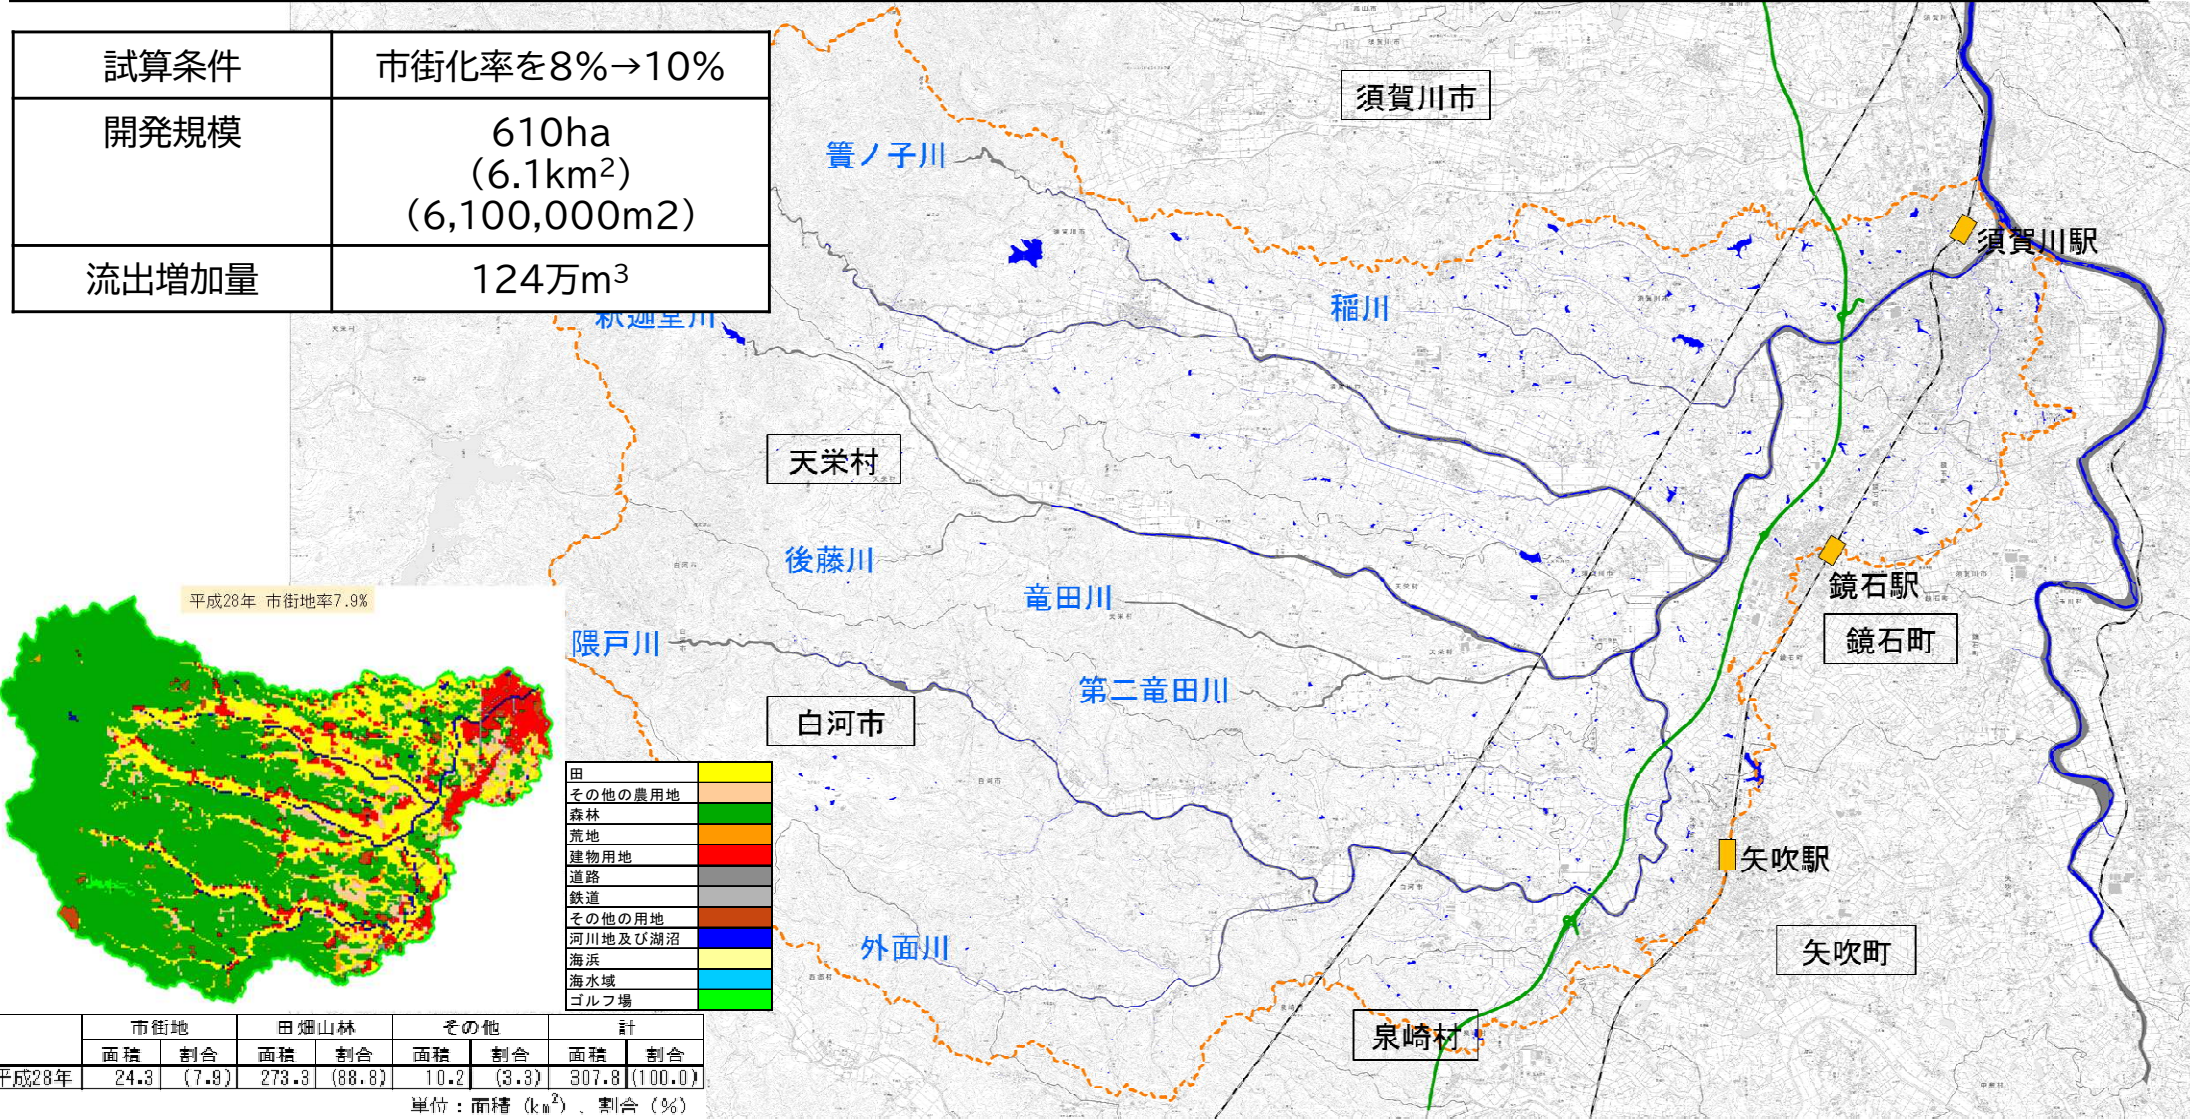 試算条件 市街化率を8%→10%
開発規模 610ha
(6.1km²)
(6,100,000m2)
流出増加量 124万m³
須賀川市
簀ノ子川
須賀川駅
稲川
釈迦堂川
天栄村
後藤川
竜田川
鏡石駅
隈戸川
鏡石町
第二竜田川
白河市
矢吹駅
外面川
矢吹町
泉崎村
平成28年 市街地率7.9%
田
その他の農用地
森林
荒地
建物用地
道路
鉄道
その他の用地
河川地及び湖沼
海浜
海水域
ゴルフ場
市街地 田畑山林 その他 計
面積 割合 面積 割合 面積 割合 面積 割合
平成28年 24.3 (7.9) 273.3 (88.8) 10.2 (3.3) 307.8 (100.0)
単位：面積（km²）、割合（%）